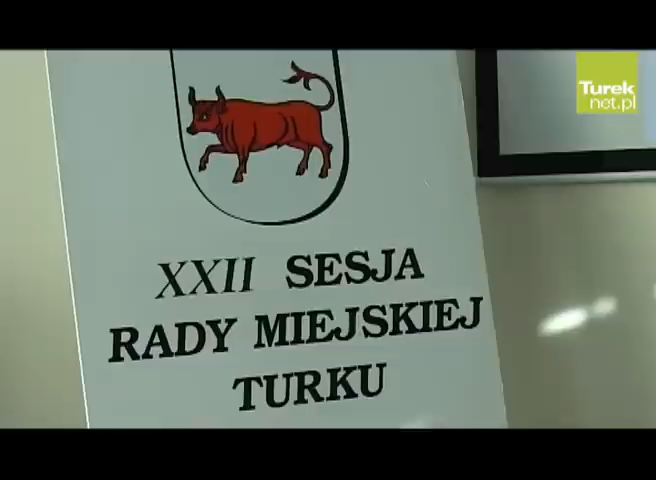 Turek
net.pl
XXII SESJA
RADY MIEJSKIEJ
TURKU